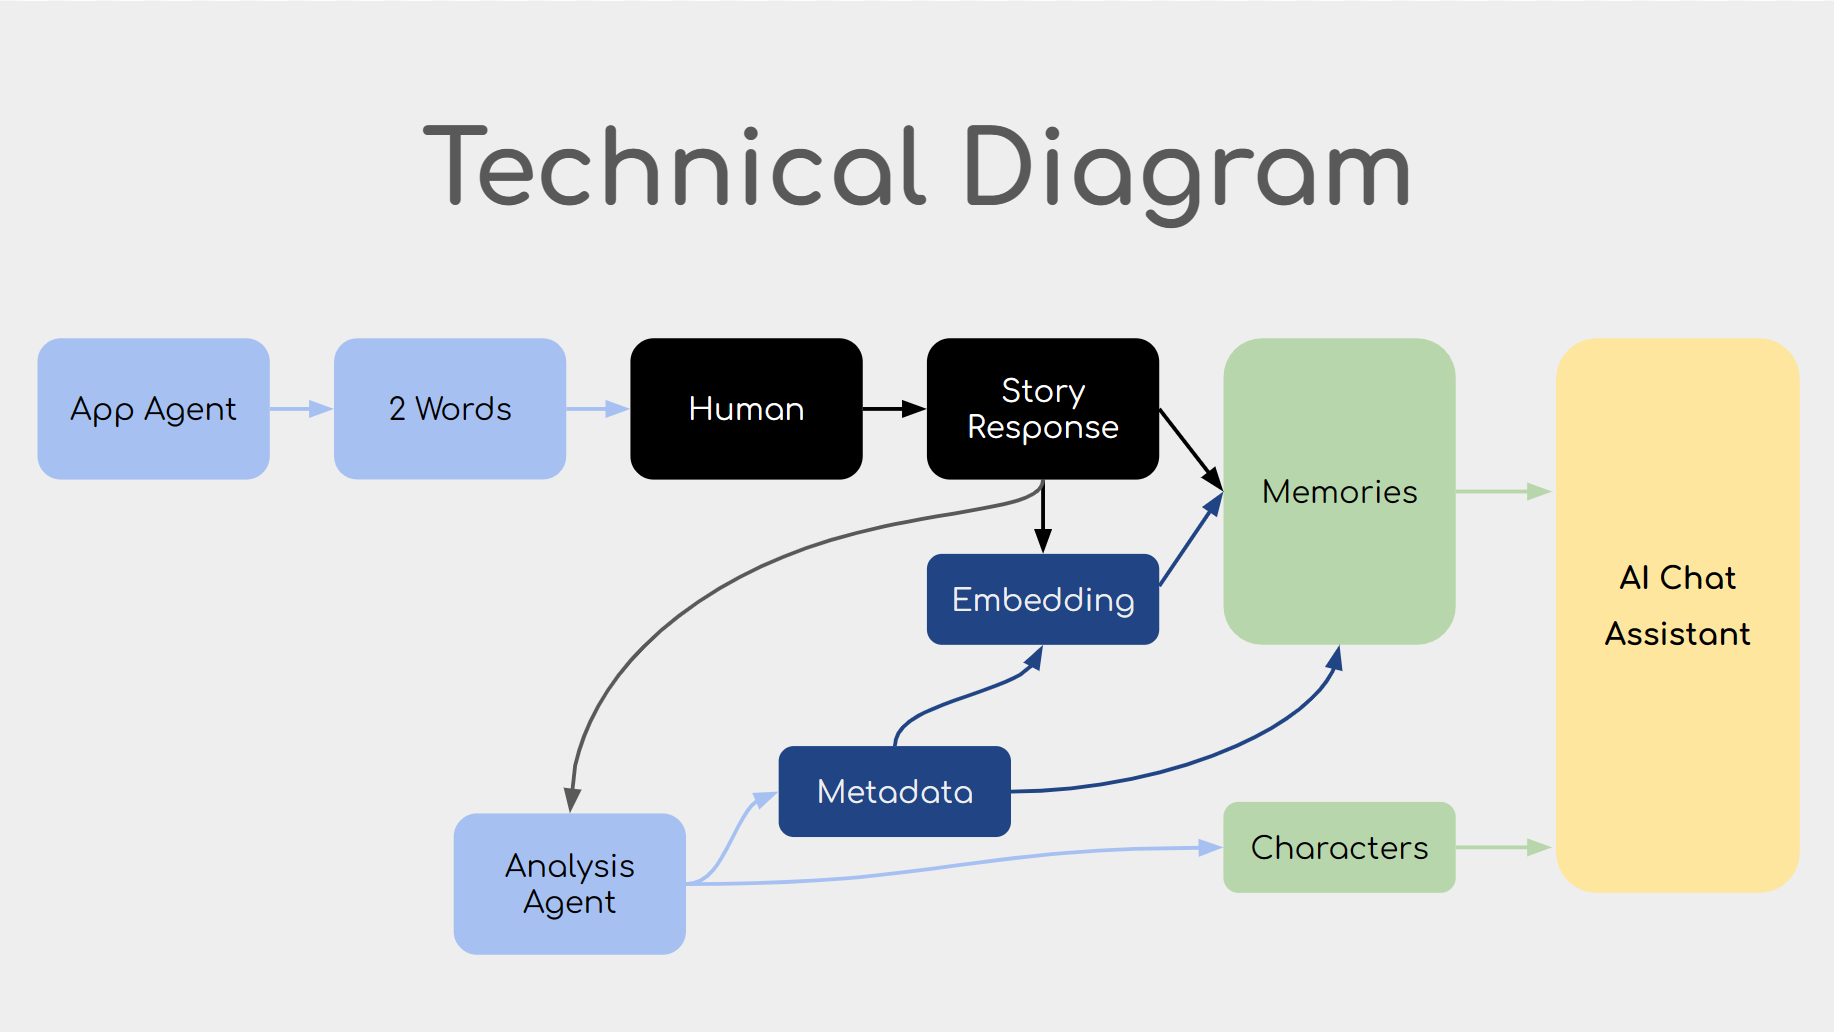 Technical Diagram
App Agent
2 Words
Human
Story
Response
Memories
AI Chat
Assistant
Embedding
Metadata
Characters
Analysis
Agent